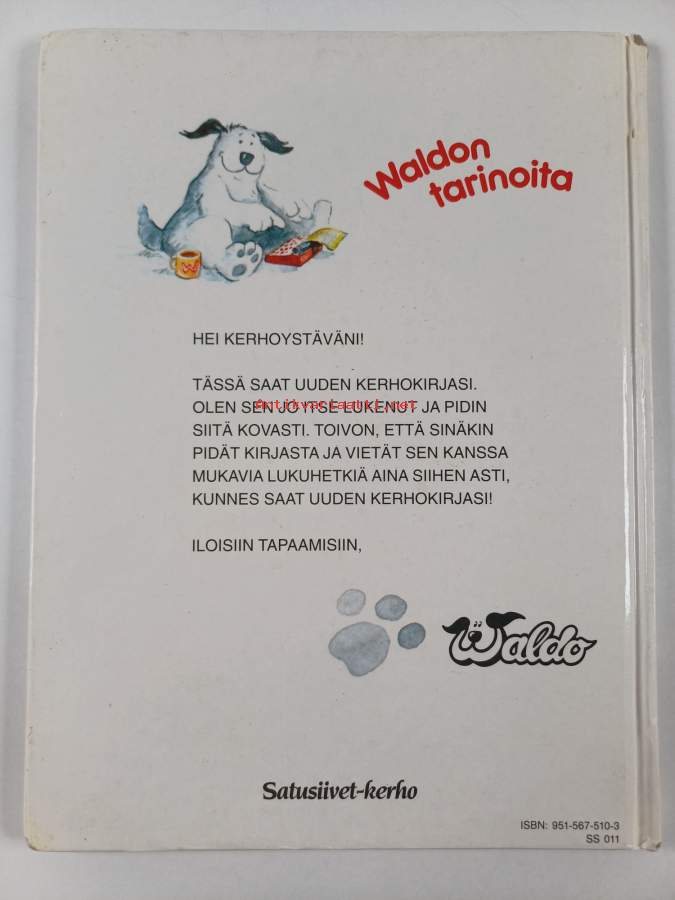 Waldon
tarinoita
HEI KERHOYSTÄVÄNI!
TÄSSÄ SAAT UUDEN KERHOKIRJASI.
OLEN SEN JO ITSE LUKENUT JA PIDIN
Antikvariaatti.net
SIITÄ KOVASTI. TOIVON, ETTÄ SINÄKIN
PIDÄT KIRJASTA JA VIETÄT SEN KANSSA
MUKAVIA LUKUHETKIÄ AINA SIIHEN ASTI,
KUNNES SAAT UUDEN KERHOKIRJASI!
ILOISIIN TAPAAMISIIN,
Waldo
Satusiivet-kerho
ISBN: 951-567-510-3
SS 011